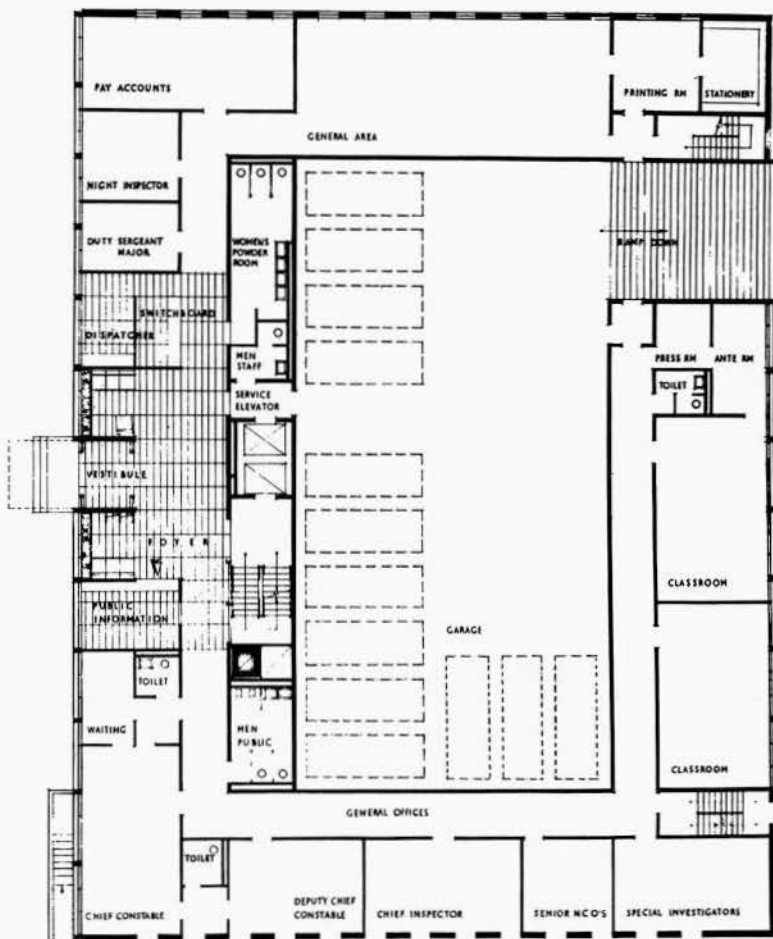 PAY ACCOUNTS
PRINTING RM
STATIONERY
GENERAL AREA
NIGHT INSPECTOR
DUTY SERGEANT
MAJOR
WOMEN'S
POWDER
ROOM
RAMP DOWN
SWITCHBOARD
DISPATCHER
MEN
STAFF
PRESS RM
ANTE RM
TOILET
SERVICE
ELEVATOR
VESTIBULE
FOYER
CLASSROOM
PUBLIC
INFORMATION
GARAGE
TOILET
WAITING
MEN
PUBLIC
CLASSROOM
GENERAL OFFICES
TOILET
CHIEF CONSTABLE
DEPUTY CHIEF
CONSTABLE
CHIEF INSPECTOR
SENIOR N.C.O'S
SPECIAL INVESTIGATORS